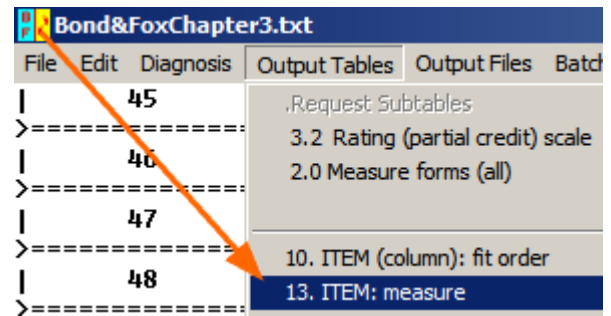 Bond&FoxChapter3.txt
File Edit Diagnosis Output Tables Output Files Batch
| 45
>==============
| 46
>==============
| 47
>==============
| 48
>==============
.Request Subtables
3.2 Rating (partial credit) scale
2.0 Measure forms (all)
10. ITEM (column): fit order
13. ITEM: measure